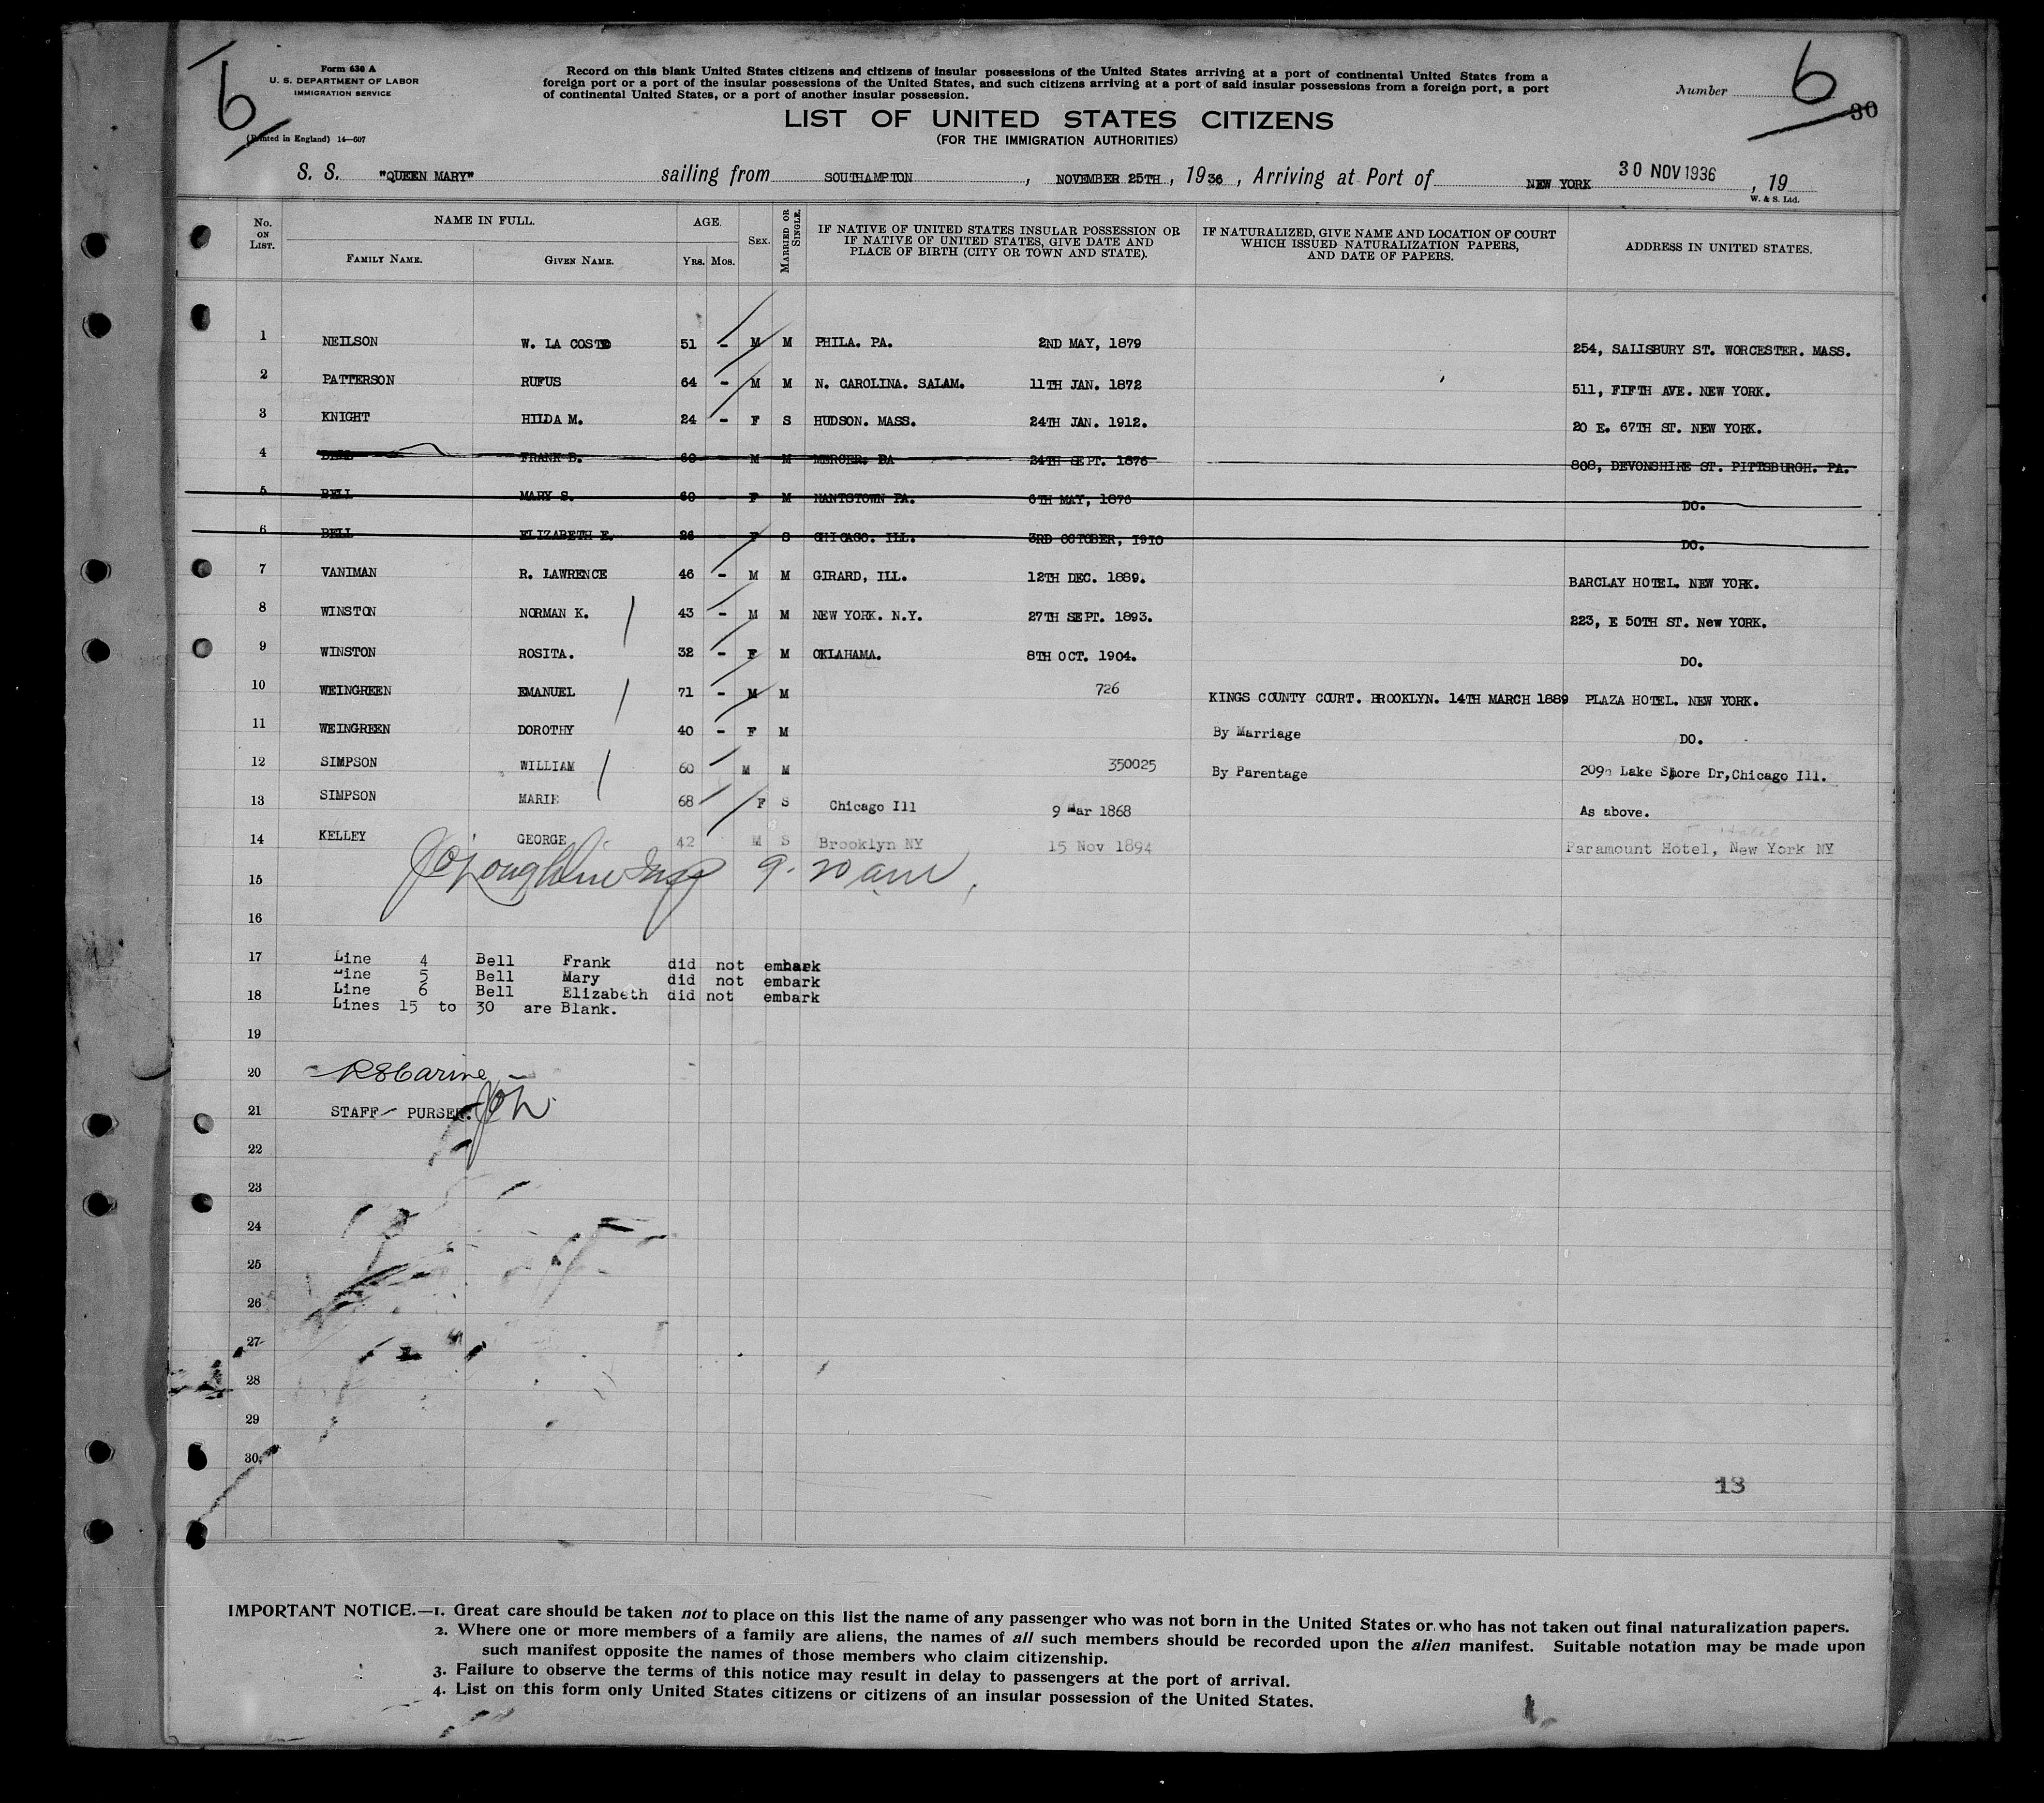 6
Form 630 A
U. S. DEPARTMENT OF LABOR
IMMIGRATION SERVICE
(Printed in England) 14—607
Record on this blank United States citizens and citizens of insular possessions of the United States arriving at a port of continental United States from a
foreign port or a port of the insular possessions of the United States, and such citizens arriving at a port of said insular possessions from a foreign port, a port
of continental United States, or a port of another insular possession.
Number 6
30
LIST OF UNITED STATES CITIZENS
(FOR THE IMMIGRATION AUTHORITIES)
S. S. "QUEEN MARY" sailing from SOUTHAMPTON, NOVEMBER 25TH, 1936, Arriving at Port of NEW YORK 30 NOV 1936, 19
W. & S. Ltd.
No. ON LIST. NAME IN FULL. FAMILY NAME. GIVEN NAME. AGE. YRS. MOS. SEX. MARRIED OR SINGLE. IF NATIVE OF UNITED STATES INSULAR POSSESSION OR IF NATIVE OF UNITED STATES, GIVE DATE AND PLACE OF BIRTH (CITY OR TOWN AND STATE). IF NATURALIZED, GIVE NAME AND LOCATION OF COURT WHICH ISSUED NATURALIZATION PAPERS, AND DATE OF PAPERS. ADDRESS IN UNITED STATES.
1 NEILSON W. LA COSTE 51 - M M PHILA. PA. 2ND MAY, 1879 254, SALISBURY ST. WORCESTER. MASS.
2 PATTERSON RUFUS 64 - M M N. CAROLINA. SALAM. 11TH JAN. 1872 511, FIFTH AVE. NEW YORK.
3 KNIGHT HILDA M. 24 - F S HUDSON. MASS. 24TH JAN. 1912. 20 E. 67TH ST. NEW YORK.
4 BELL FRANK B. 60 - M M MERCER. PA 24TH SEPT. 1876 808, DEVONSHIRE ST. PITTSBURGH. PA.
5 BELL MARY S. 60 - F M PA. 6TH MAY, 1876 DO.
6 BELL ELIZABETH E. 26 - F S CHICAGO. ILL. 3RD OCTOBER, 1910 DO.
7 VANIMAN R. LAWRENCE 46 - M M GIRARD, ILL. 12TH DEC. 1889. BARCLAY HOTEL. NEW YORK.
8 WINSTON NORMAN K. 43 - M M NEW YORK. N.Y. 27TH SEPT. 1893. 223, E 50TH ST. New YORK.
9 WINSTON ROSITA. 32 - F M OKLAHAMA. 8TH OCT. 1904. DO.
10 WEINGREEN EMANUEL 71 - M M 726 KINGS COUNTY COURT. BROOKLYN. 14TH MARCH 1889 PLAZA HOTEL. NEW YORK.
11 WEINGREEN DOROTHY 40 - F M By Marriage DO.
12 SIMPSON WILLIAM 60 M M 350025 By Parentage 209 Lake Shore Dr,Chicago Ill.
13 SIMPSON MARIE 68 F S Chicago Ill 9 Mar 1868 As above.
14 KELLEY GEORGE 42 M S Brooklyn NY 15 Nov 1894 Paramount Hotel, New York NY
15 9.20 am
16
17 Line 4 Bell Frank did not embark
Line 5 Bell Mary did not embark
18 Line 6 Bell Elizabeth did not embark
Lines 15 to 30 are Blank.
19
20
21 STAFF PURSER.
22
23
24
25
26
27
28
29
30
13
IMPORTANT NOTICE.—1. Great care should be taken not to place on this list the name of any passenger who was not born in the United States or who has not taken out final naturalization papers.
2. Where one or more members of a family are aliens, the names of all such members should be recorded upon the alien manifest. Suitable notation may be made upon
such manifest opposite the names of those members who claim citizenship.
3. Failure to observe the terms of this notice may result in delay to passengers at the port of arrival.
4. List on this form only United States citizens or citizens of an insular possession of the United States.